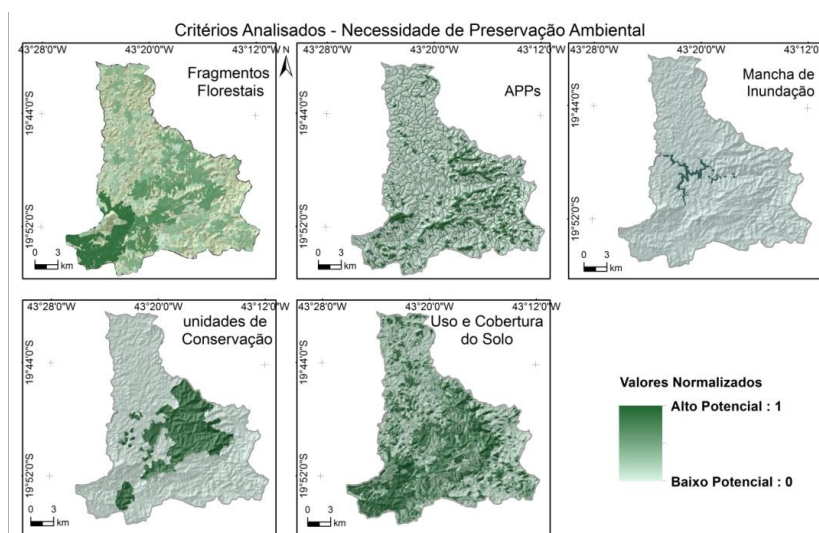 Critérios Analisados - Necessidade de Preservação Ambiental
43°28'0"W 43°20'0"W 43°12'0"W
N
Fragmentos
Florestais
19°44'0"S
19°52'0"S
0 3
km
43°28'0"W 43°20'0"W 43°12'0"W
APPs
19°44'0"S
19°52'0"S
0 3
km
43°28'0"W 43°20'0"W 43°12'0"W
Mancha de
Inundação
19°44'0"S
19°52'0"S
0 3
km
43°28'0"W 43°20'0"W 43°12'0"W
unidades de
Conservação
19°44'0"S
19°52'0"S
0 3
km
43°28'0"W 43°20'0"W 43°12'0"W
Uso e Cobertura
do Solo
19°44'0"S
19°52'0"S
0 3
km
Valores Normalizados
Alto Potencial : 1
Baixo Potencial : 0